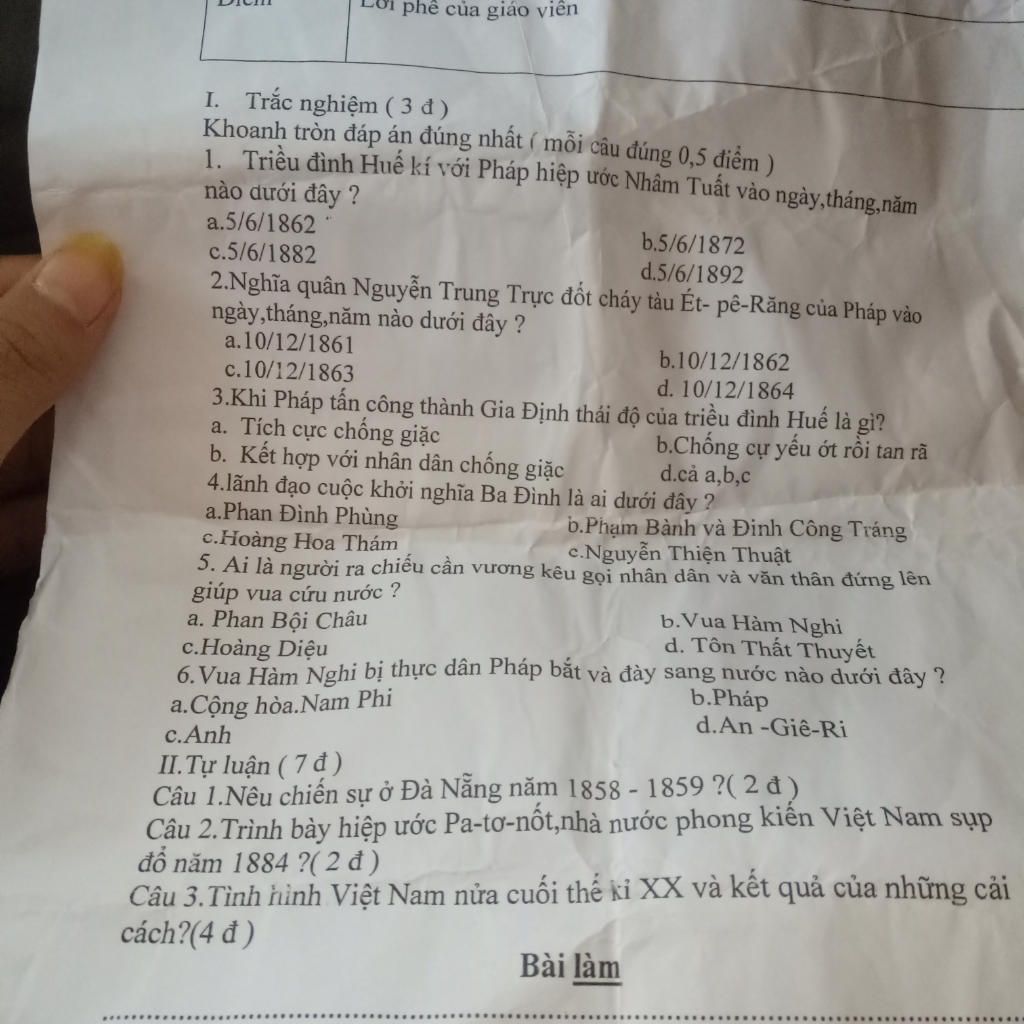 Điểm
Lời phê của giáo viên
I. Trắc nghiệm ( 3 đ )
Khoanh tròn đáp án đúng nhất ( mỗi câu đúng 0,5 điểm )
1. Triều đình Huế kí với Pháp hiệp ước Nhâm Tuất vào ngày,tháng,năm
nào dưới đây ?
a.5/6/1862
b.5/6/1872
c.5/6/1882
d.5/6/1892
2.Nghĩa quân Nguyễn Trung Trực đốt cháy tàu Ét- pê-Răng của Pháp vào
ngày,tháng,năm nào dưới đây ?
a.10/12/1861
b.10/12/1862
c.10/12/1863
d. 10/12/1864
3.Khi Pháp tấn công thành Gia Định thái độ của triều đình Huế là gì?
a. Tích cực chống giặc
b.Chống cự yếu ớt rồi tan rã
b. Kết hợp với nhân dân chống giặc
d.cả a,b,c
4.lãnh đạo cuộc khởi nghĩa Ba Đình là ai dưới đây ?
a.Phan Đình Phùng
b.Phạm Bành và Đinh Công Tráng
c.Hoàng Hoa Thám
c.Nguyễn Thiện Thuật
5. Ai là người ra chiếu cần vương kêu gọi nhân dân và văn thân đứng lên
giúp vua cứu nước ?
a. Phan Bội Châu
b.Vua Hàm Nghi
c.Hoàng Diệu
d. Tôn Thất Thuyết
6.Vua Hàm Nghi bị thực dân Pháp bắt và đày sang nước nào dưới đây ?
a.Cộng hòa.Nam Phi
b.Pháp
c.Anh
d.An -Giê-Ri
II.Tự luận ( 7 đ )
Câu 1.Nêu chiến sự ở Đà Nẵng năm 1858 - 1859 ?( 2 đ )
Câu 2.Trình bày hiệp ước Pa-tơ-nốt,nhà nước phong kiến Việt Nam sụp
đổ năm 1884 ?( 2 đ )
Câu 3.Tình hình Việt Nam nửa cuối thế kỉ XX và kết quả của những cải
cách?(4 đ )
Bài làm